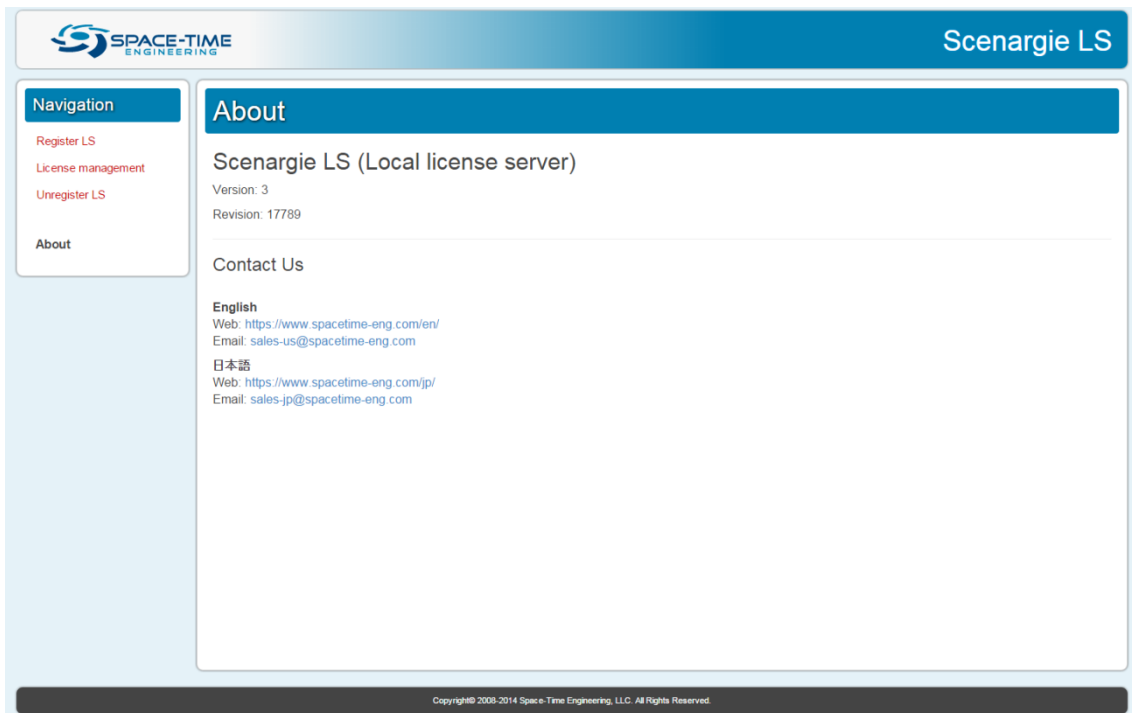 SPACE-TIME
ENGINEERING
Scenargie LS
Navigation
Register LS
License management
Unregister LS
About
About
Scenargie LS (Local license server)
Version: 3
Revision: 17789
Contact Us
English
Web: https://www.spacetime-eng.com/en/
Email: sales-us@spacetime-eng.com
日本語
Web: https://www.spacetime-eng.com/jp/
Email: sales-jp@spacetime-eng.com
Copyright© 2008-2014 Space-Time Engineering, LLC. All Rights Reserved.